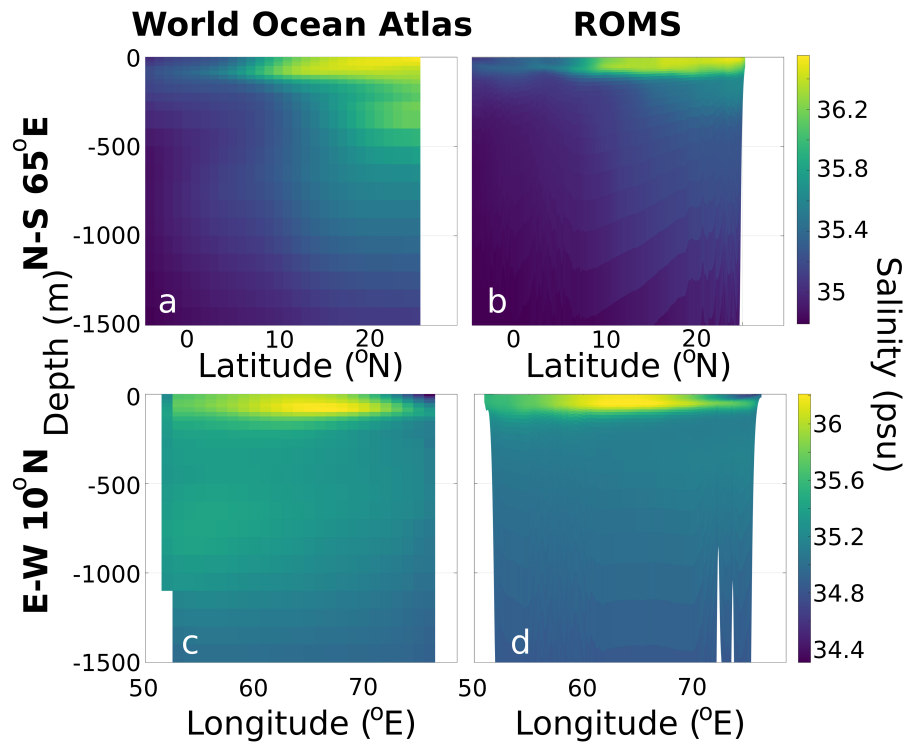 World Ocean Atlas
ROMS
N-S 65°E
E-W 10°N
Depth (m)
0
-500
-1000
-1500
a
0
10
20
Latitude (°N)
b
0
10
20
Latitude (°N)
36.2
35.8
35.4
35
Salinity (psu)
0
-500
-1000
-1500
c
50
60
70
Longitude (°E)
d
50
60
70
Longitude (°E)
36
35.6
35.2
34.8
34.4